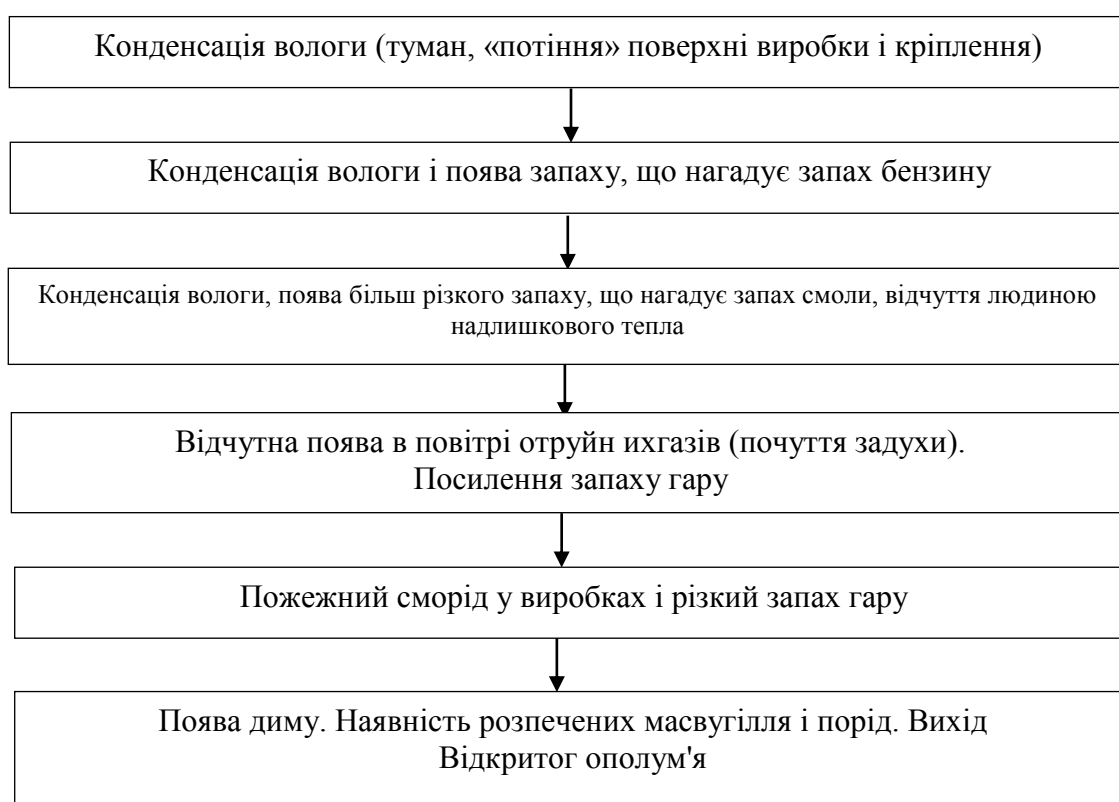 Конденсація вологи (туман, «потіння» поверхні виробки і кріплення)
Конденсація вологи і поява запаху, що нагадує запах бензину
Конденсація вологи, поява більш різкого запаху, що нагадує запах смоли, відчуття людиною
надлишкового тепла
Відчутна поява в повітрі отруйн ихгазів (почуття задухи).
Посилення запаху гару
Пожежний сморід у виробках і різкий запах гару
Поява диму. Наявність розпечених масвугілля і порід. Вихід
Відкритог ополум'я